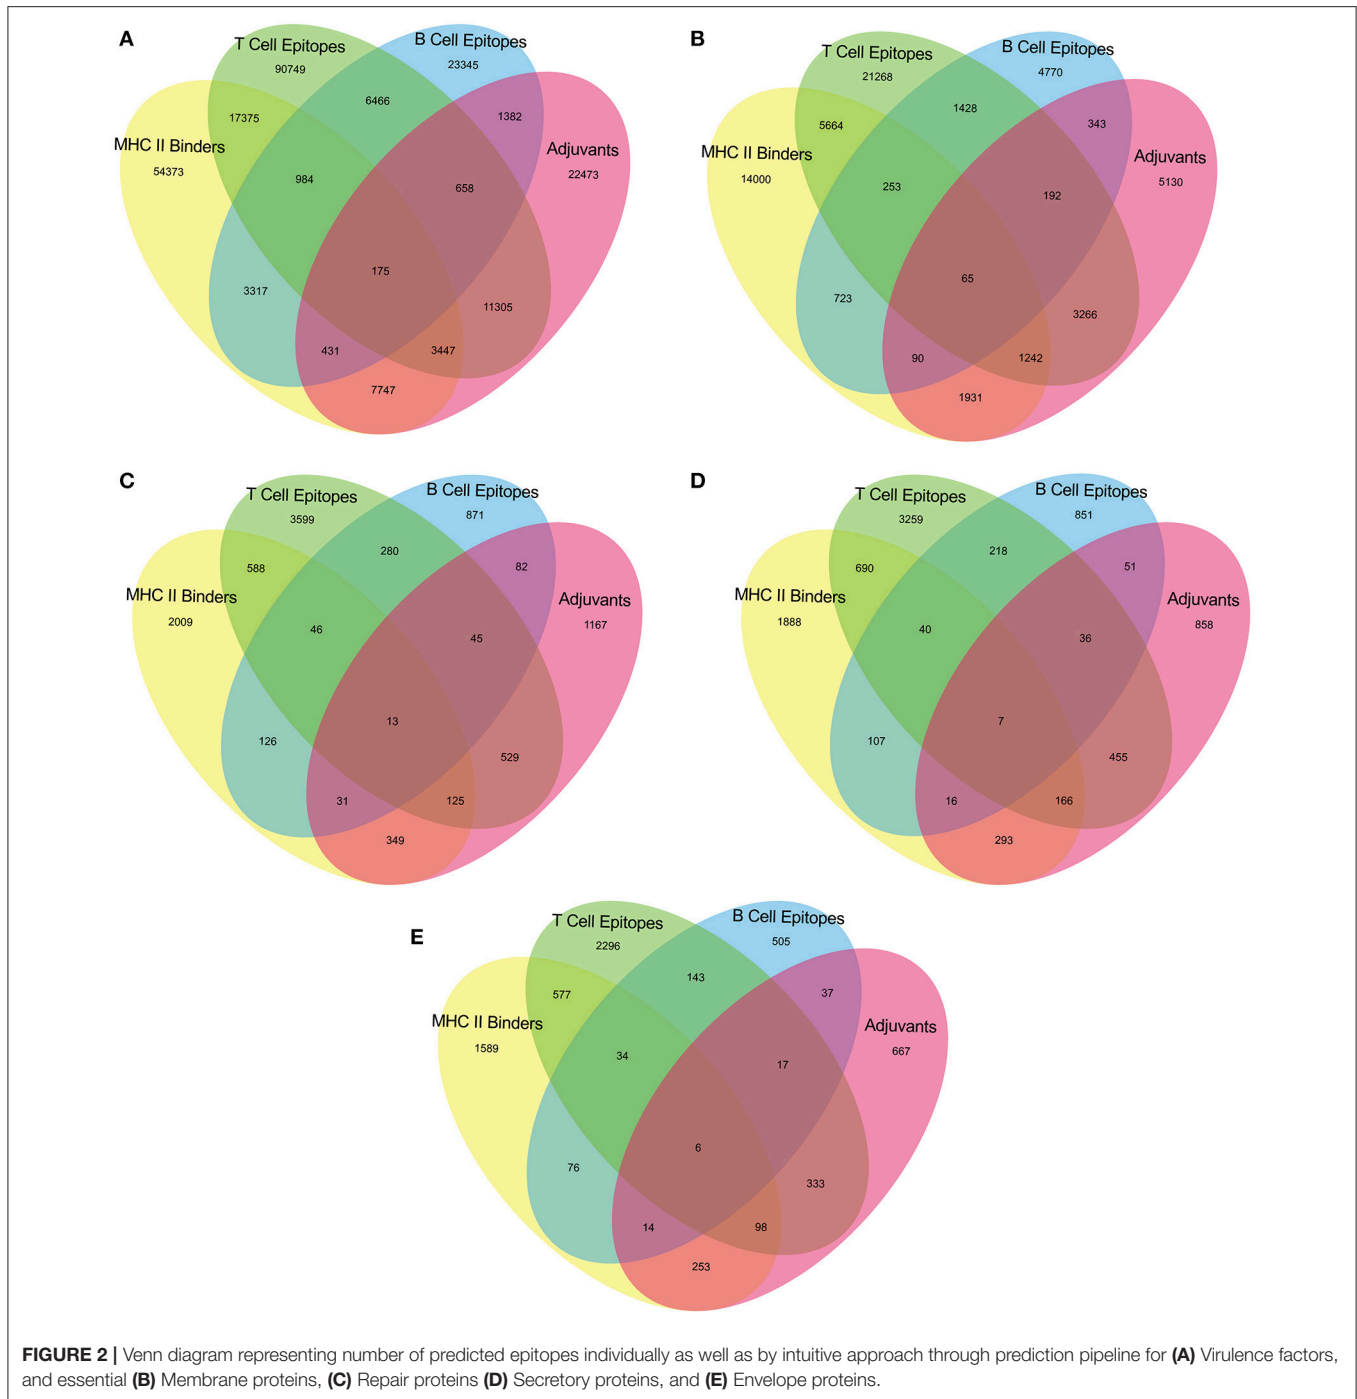 A
T Cell Epitopes
90749
B Cell Epitopes
23345
MHC II Binders
54373
Adjuvants
22473
17375
6466
1382
984
658
175
3317
11305
431
3447
7747
B
T Cell Epitopes
21268
B Cell Epitopes
4770
MHC II Binders
14000
Adjuvants
5130
5664
1428
343
253
192
65
723
3266
90
1242
1931
C
T Cell Epitopes
3599
B Cell Epitopes
871
MHC II Binders
2009
Adjuvants
1167
588
280
82
46
45
13
126
529
31
125
349
D
T Cell Epitopes
3259
B Cell Epitopes
851
MHC II Binders
1888
Adjuvants
858
690
218
51
40
36
7
107
455
16
166
293
E
T Cell Epitopes
2296
B Cell Epitopes
505
MHC II Binders
1589
Adjuvants
667
577
143
37
34
17
6
76
333
14
98
253
FIGURE 2 | Venn diagram representing number of predicted epitopes individually as well as by intuitive approach through prediction pipeline for (A) Virulence factors,
and essential (B) Membrane proteins, (C) Repair proteins (D) Secretory proteins, and (E) Envelope proteins.